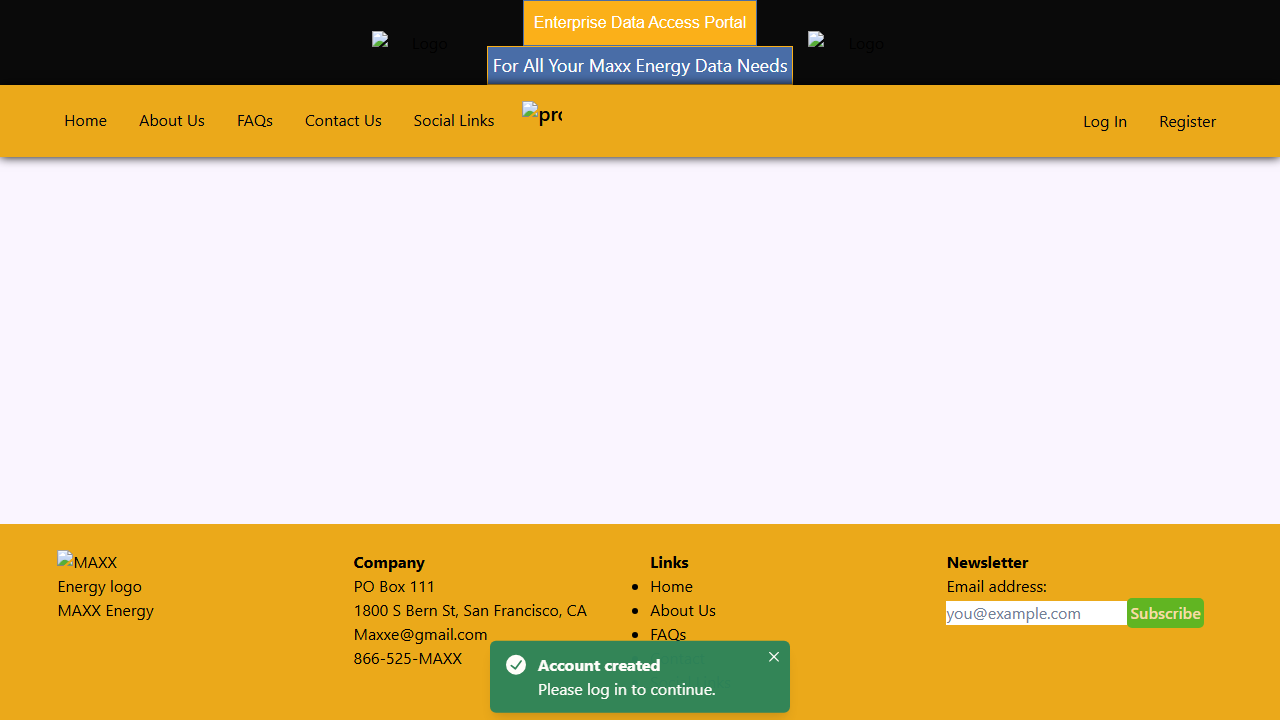 Enterprise Data Access Portal
Logo
Logo
For All Your Maxx Energy Data Needs
Home
About Us
FAQs
Contact Us
Social Links
Log In
Register
MAXX
Energy logo
MAXX Energy
Company
PO Box 111
1800 S Bern St, San Francisco, CA
Maxxe@gmail.com
866-525-MAXX
Links
Home
About Us
FAQs
Newsletter
Email address:
you@example.com
Subscribe
Account created
Please log in to continue.